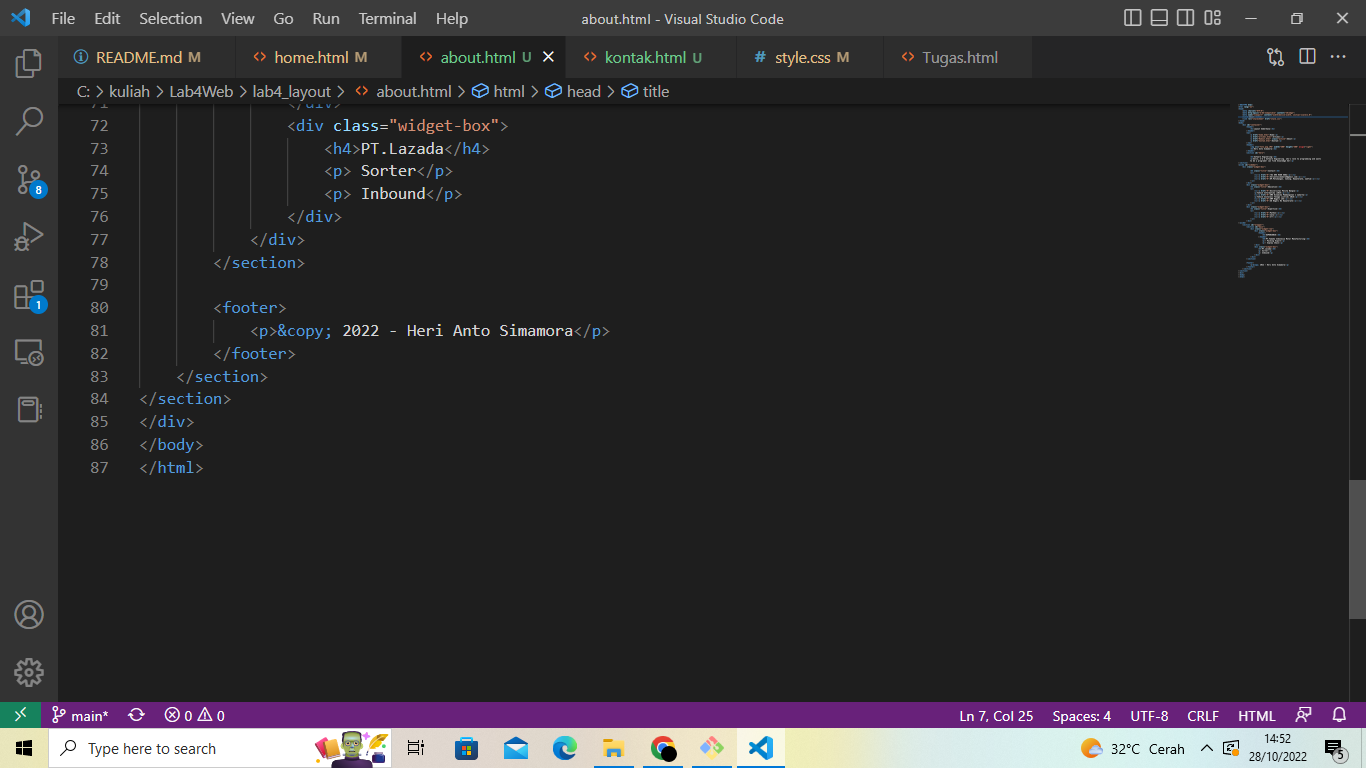 File Edit Selection View Go Run Terminal Help about.html - Visual Studio Code
README.md M home.html M about.html U kontak.html U # style.css M Tugas.html
C: > kuliah > Lab4Web > lab4_layout > <> about.html > html > head > title
71 </div>
72 <div class="widget-box">
73 <h4>PT.Lazada</h4>
74 <p> Sorter</p>
75 <p> Inbound</p>
76 </div>
77 </div>
78 </section>
79
80 <footer>
81 <p>&copy; 2022 - Heri Anto Simamora</p>
82 </footer>
83 </section>
84 </section>
85 </div>
86 </body>
87 </html>
8
1
main* 0 0 Ln 7, Col 25 Spaces: 4 UTF-8 CRLF HTML
Type here to search 32°C Cerah 14:52
28/10/2022 5